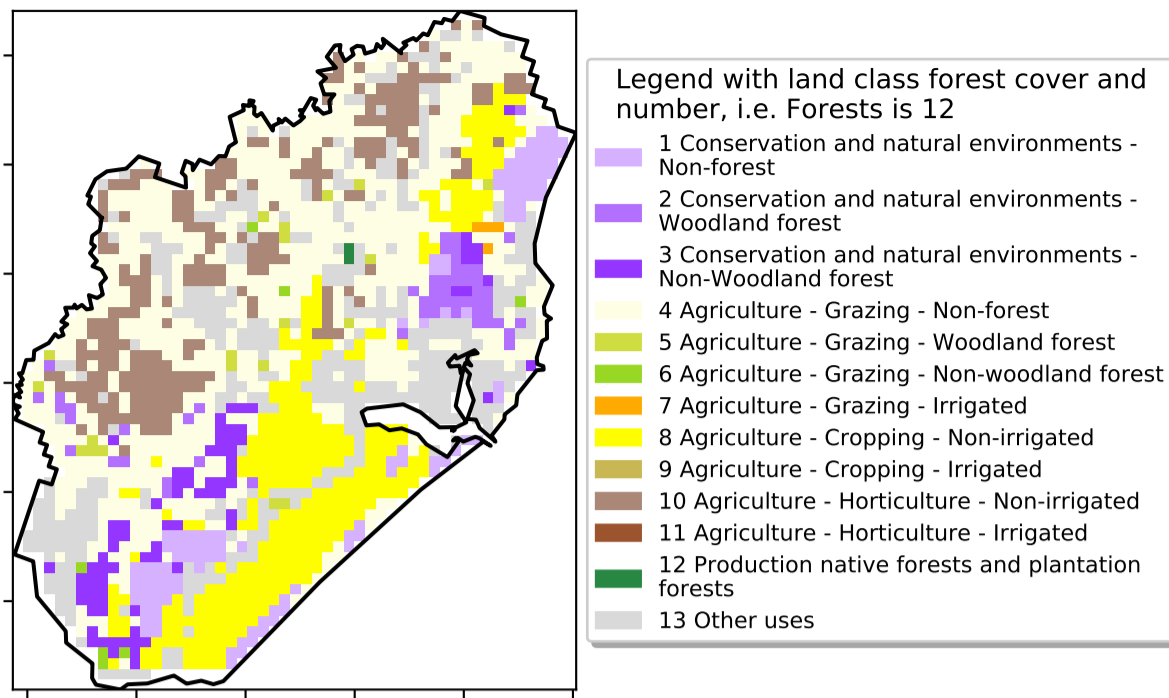 Legend with land class forest cover and
number, i.e. Forests is 12
1 Conservation and natural environments -
Non-forest
2 Conservation and natural environments -
Woodland forest
3 Conservation and natural environments -
Non-Woodland forest
4 Agriculture - Grazing - Non-forest
5 Agriculture - Grazing - Woodland forest
6 Agriculture - Grazing - Non-woodland forest
7 Agriculture - Grazing - Irrigated
8 Agriculture - Cropping - Non-irrigated
9 Agriculture - Cropping - Irrigated
10 Agriculture - Horticulture - Non-irrigated
11 Agriculture - Horticulture - Irrigated
12 Production native forests and plantation
forests
13 Other uses